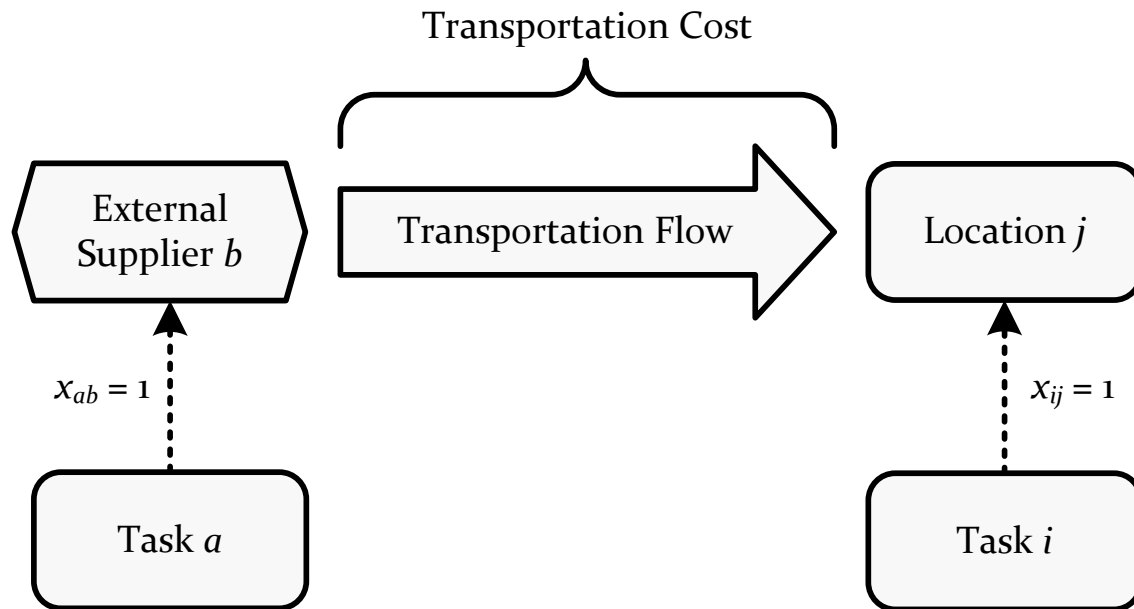 Transportation Cost
External
Supplier b
Transportation Flow
Location j
x_ab = 1
x_ij = 1
Task a
Task i